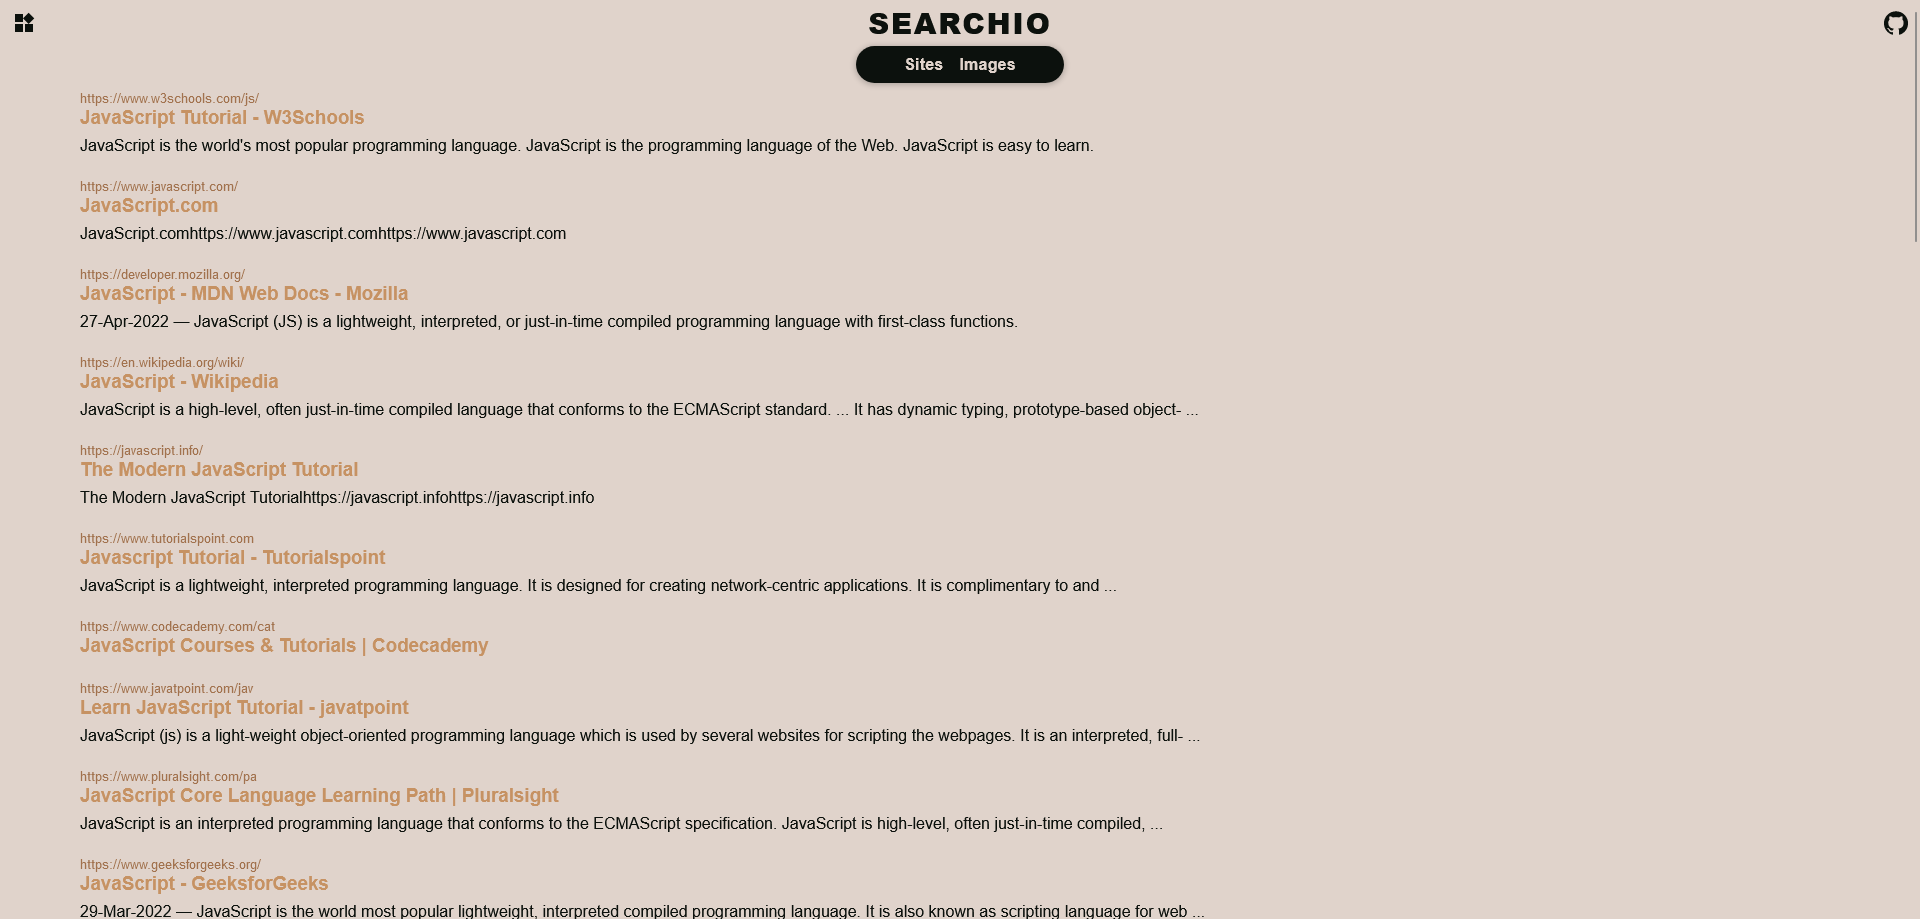 SEARCHIO
Sites Images
https://www.w3schools.com/js/
JavaScript Tutorial - W3Schools
JavaScript is the world's most popular programming language. JavaScript is the programming language of the Web. JavaScript is easy to learn.
https://www.javascript.com/
JavaScript.com
JavaScript.comhttps://www.javascript.comhttps://www.javascript.com
https://developer.mozilla.org/
JavaScript - MDN Web Docs - Mozilla
27-Apr-2022 — JavaScript (JS) is a lightweight, interpreted, or just-in-time compiled programming language with first-class functions.
https://en.wikipedia.org/wiki/
JavaScript - Wikipedia
JavaScript is a high-level, often just-in-time compiled language that conforms to the ECMAScript standard. ... It has dynamic typing, prototype-based object- ...
https://javascript.info/
The Modern JavaScript Tutorial
The Modern JavaScript Tutorialhttps://javascript.infohttps://javascript.info
https://www.tutorialspoint.com
Javascript Tutorial - Tutorialspoint
JavaScript is a lightweight, interpreted programming language. It is designed for creating network-centric applications. It is complimentary to and ...
https://www.codecademy.com/cat
JavaScript Courses & Tutorials | Codecademy
https://www.javatpoint.com/jav
Learn JavaScript Tutorial - javatpoint
JavaScript (js) is a light-weight object-oriented programming language which is used by several websites for scripting the webpages. It is an interpreted, full- ...
https://www.pluralsight.com/pa
JavaScript Core Language Learning Path | Pluralsight
JavaScript is an interpreted programming language that conforms to the ECMAScript specification. JavaScript is high-level, often just-in-time compiled, ...
https://www.geeksforgeeks.org/
JavaScript - GeeksforGeeks
29-Mar-2022 — JavaScript is the world most popular lightweight, interpreted compiled programming language. It is also known as scripting language for web ...